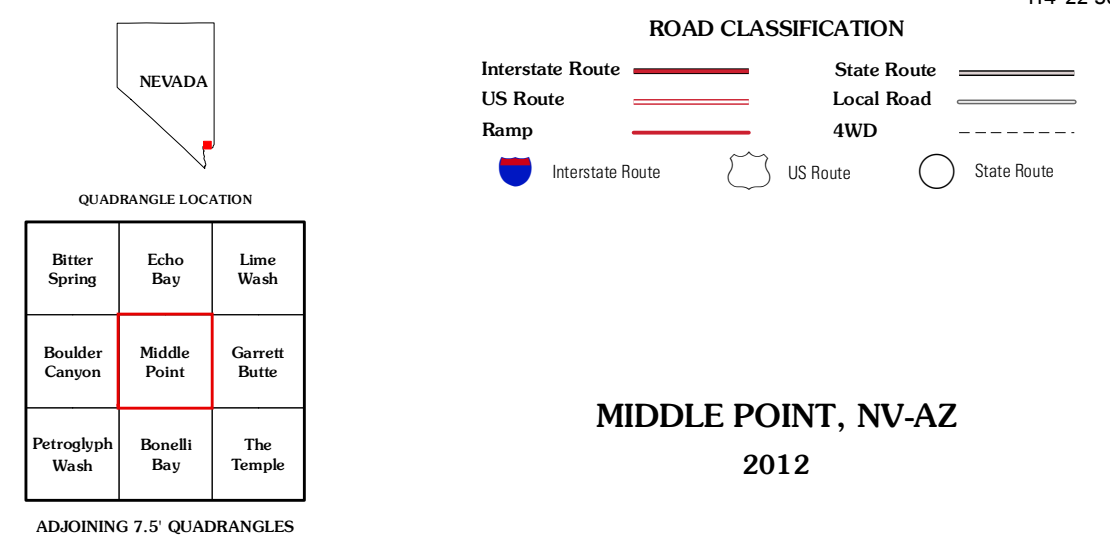 ROAD CLASSIFICATION
Interstate Route
State Route
US Route
Local Road
Ramp
4WD
Interstate Route
US Route
State Route
NEVADA
QUADRANGLE LOCATION
Bitter
Spring
Echo
Bay
Lime
Wash
Boulder
Canyon
Middle
Point
Garrett
Butte
Petroglyph
Wash
Bonelli
Bay
The
Temple
ADJOINING 7.5' QUADRANGLES
MIDDLE POINT, NV-AZ
2012